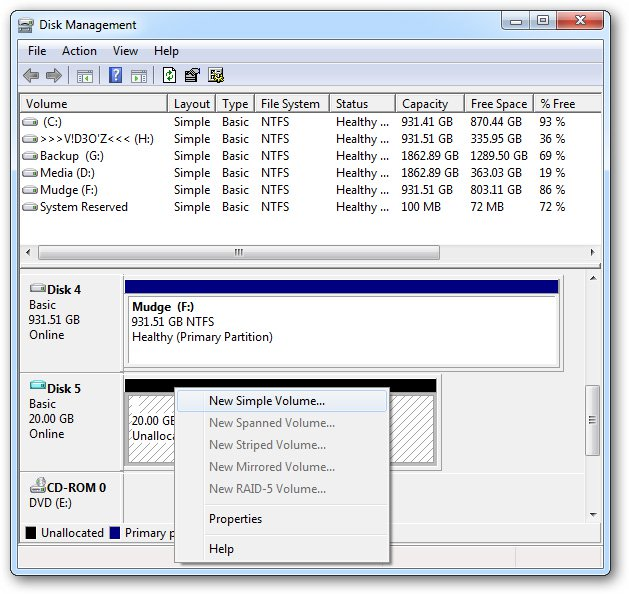 Disk Management
File Action View Help
Volume Layout Type File System Status Capacity Free Space % Free
(C:) Simple Basic NTFS Healthy ... 931.41 GB 870.44 GB 93 %
>>>V!D3O'Z<<< (H:) Simple Basic NTFS Healthy ... 931.51 GB 335.95 GB 36 %
Backup (G:) Simple Basic NTFS Healthy ... 1862.89 GB 1289.50 GB 69 %
Media (D:) Simple Basic NTFS Healthy ... 1862.89 GB 363.03 GB 19 %
Mudge (F:) Simple Basic NTFS Healthy ... 931.51 GB 803.11 GB 86 %
System Reserved Simple Basic NTFS Healthy ... 100 MB 72 MB 72 %
Disk 4
Basic
931.51 GB
Online
Mudge (F:)
931.51 GB NTFS
Healthy (Primary Partition)
Disk 5
Basic
20.00 GB
Online
20.00 GB
Unalloca
New Simple Volume...
New Spanned Volume...
New Striped Volume...
New Mirrored Volume...
New RAID-5 Volume...
Properties
Help
CD-ROM 0
DVD (E:)
Unallocated Primary p